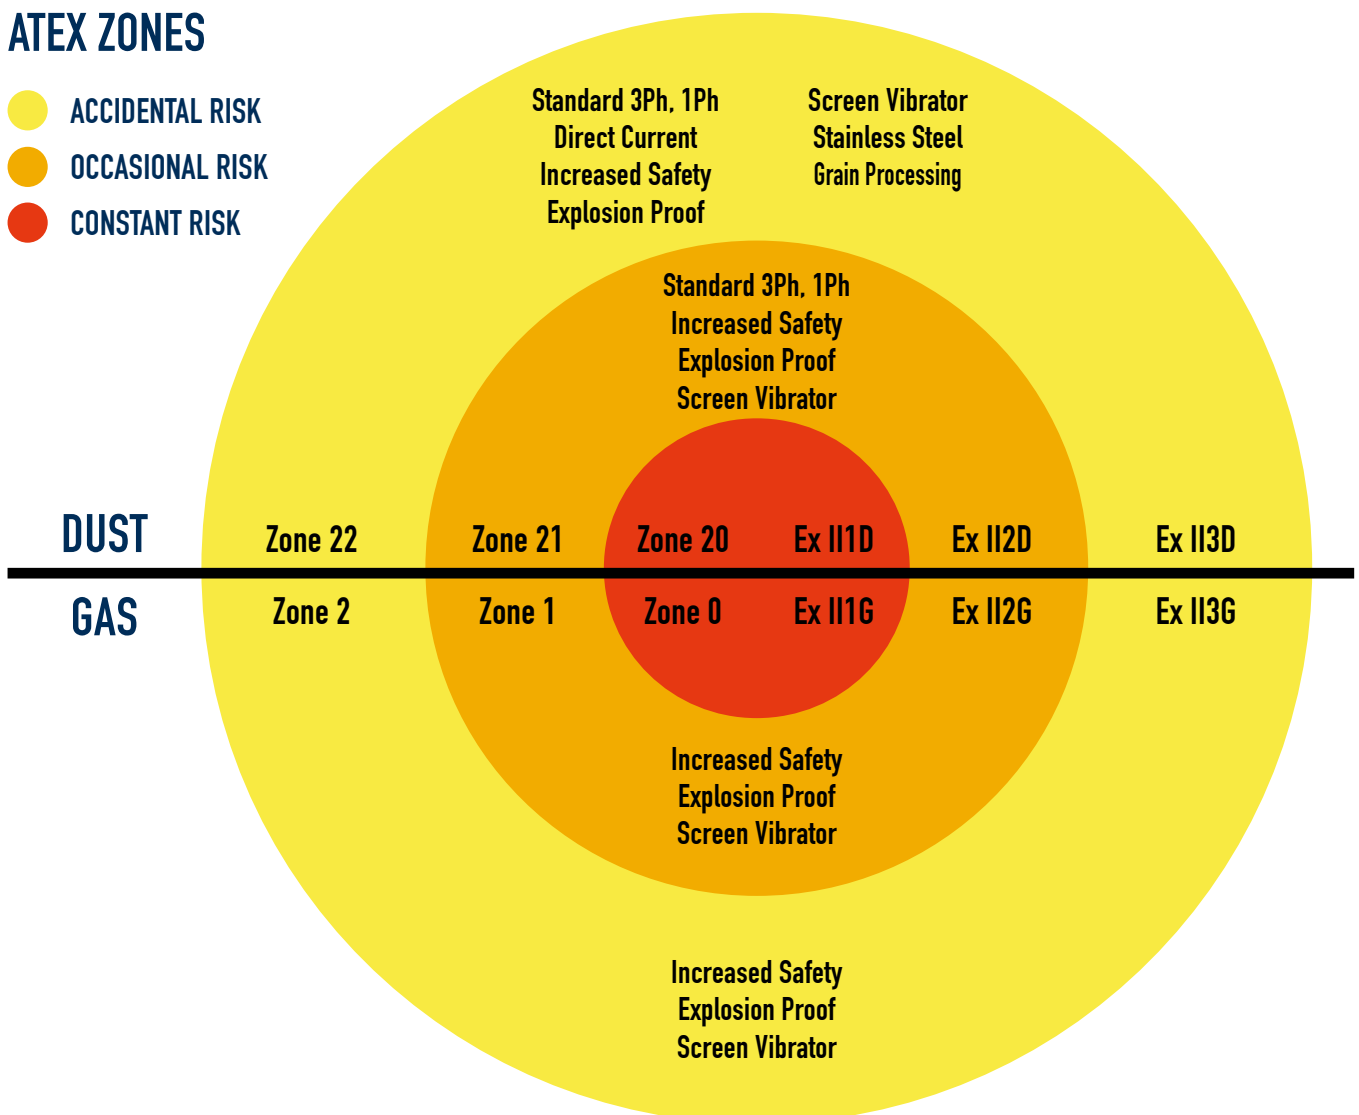 ATEX ZONES
ACCIDENTAL RISK
OCCASIONAL RISK
CONSTANT RISK
Standard 3Ph, 1Ph
Direct Current
Increased Safety
Explosion Proof
Screen Vibrator
Stainless Steel
Grain Processing
Standard 3Ph, 1Ph
Increased Safety
Explosion Proof
Screen Vibrator
DUST
Zone 22
Zone 21
Zone 20
Ex II1D
Ex II2D
Ex II3D
GAS
Zone 2
Zone 1
Zone 0
Ex II1G
Ex II2G
Ex II3G
Increased Safety
Explosion Proof
Screen Vibrator
Increased Safety
Explosion Proof
Screen Vibrator